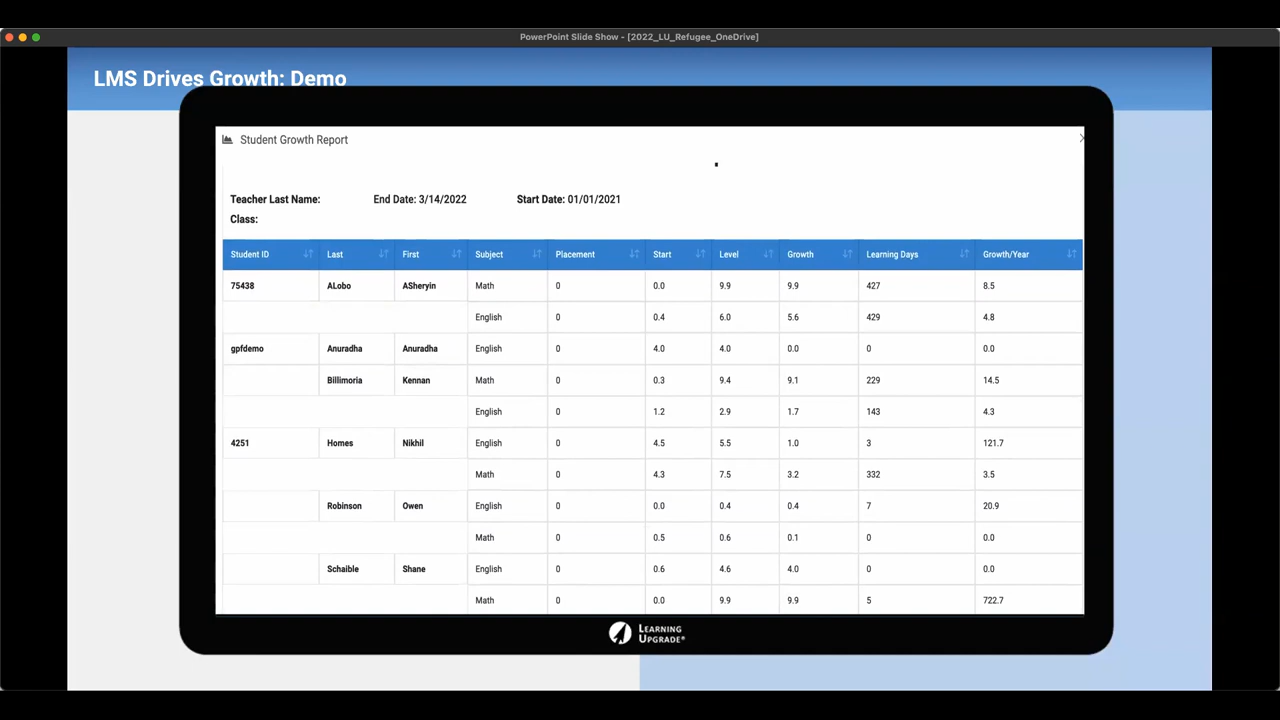 PowerPoint Slide Show - [2022_LU_Refugee_OneDrive]
LMS Drives Growth: Demo
Student Growth Report
Teacher Last Name: End Date: 3/14/2022 Start Date: 01/01/2021
Class:
Student ID Last First Subject Placement Start Level Growth Learning Days Growth/Year
75438 ALobo ASheryin Math 0 0.0 9.9 9.9 427 8.5
English 0 0.4 6.0 5.6 429 4.8
gpfdemo Anuradha Anuradha English 0 4.0 4.0 0.0 0 0.0
Billimoria Kennan Math 0 0.3 9.4 9.1 229 14.5
English 0 1.2 2.9 1.7 143 4.3
4251 Homes Nikhil English 0 4.5 5.5 1.0 3 121.7
Math 0 4.3 7.5 3.2 332 3.5
Robinson Owen English 0 0.0 0.4 0.4 7 20.9
Math 0 0.5 0.6 0.1 0 0.0
Schaible Shane English 0 0.6 4.6 4.0 0 0.0
Math 0 0.0 9.9 9.9 5 722.7
LEARNING
UPGRADE®